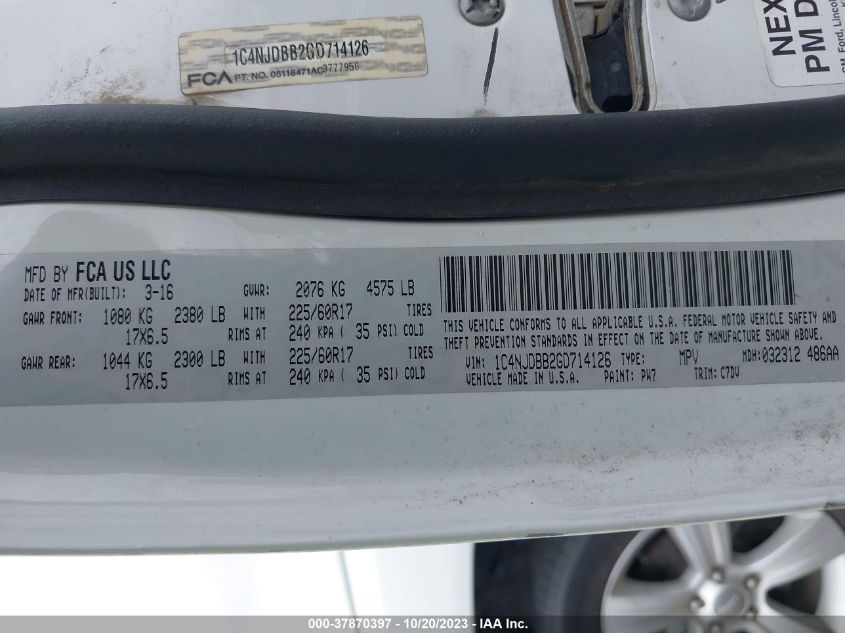 1C4NJDBB2GD714126
FCA PT. NO. 05116471AC3777956
NEX
PM D
GM, Ford, Lincol
MFD BY FCA US LLC
DATE OF MFR(BUILT): 3-16 GVWR: 2076 KG 4575 LB
GAWR FRONT: 1080 KG 2380 LB WITH 225/60R17 TIRES
17X6.5 RIMS AT 240 KPA ( 35 PSI) COLD
GAWR REAR: 1044 KG 2300 LB WITH 225/60R17 TIRES
17X6.5 RIMS AT 240 KPA ( 35 PSI) COLD
THIS VEHICLE CONFORMS TO ALL APPLICABLE U.S.A. FEDERAL MOTOR VEHICLE SAFETY, BUMPER, AND
THEFT PREVENTION STANDARDS IN EFFECT ON THE DATE OF MANUFACTURE SHOWN ABOVE.
VIN: 1C4NJDBB2GD714126 TYPE: MPV MDH: 032312 486AA
VEHICLE MADE IN U.S.A. PAINT: PW7 TRIM: C7DV
000-37870397 - 10/20/2023 - © IAA Inc.